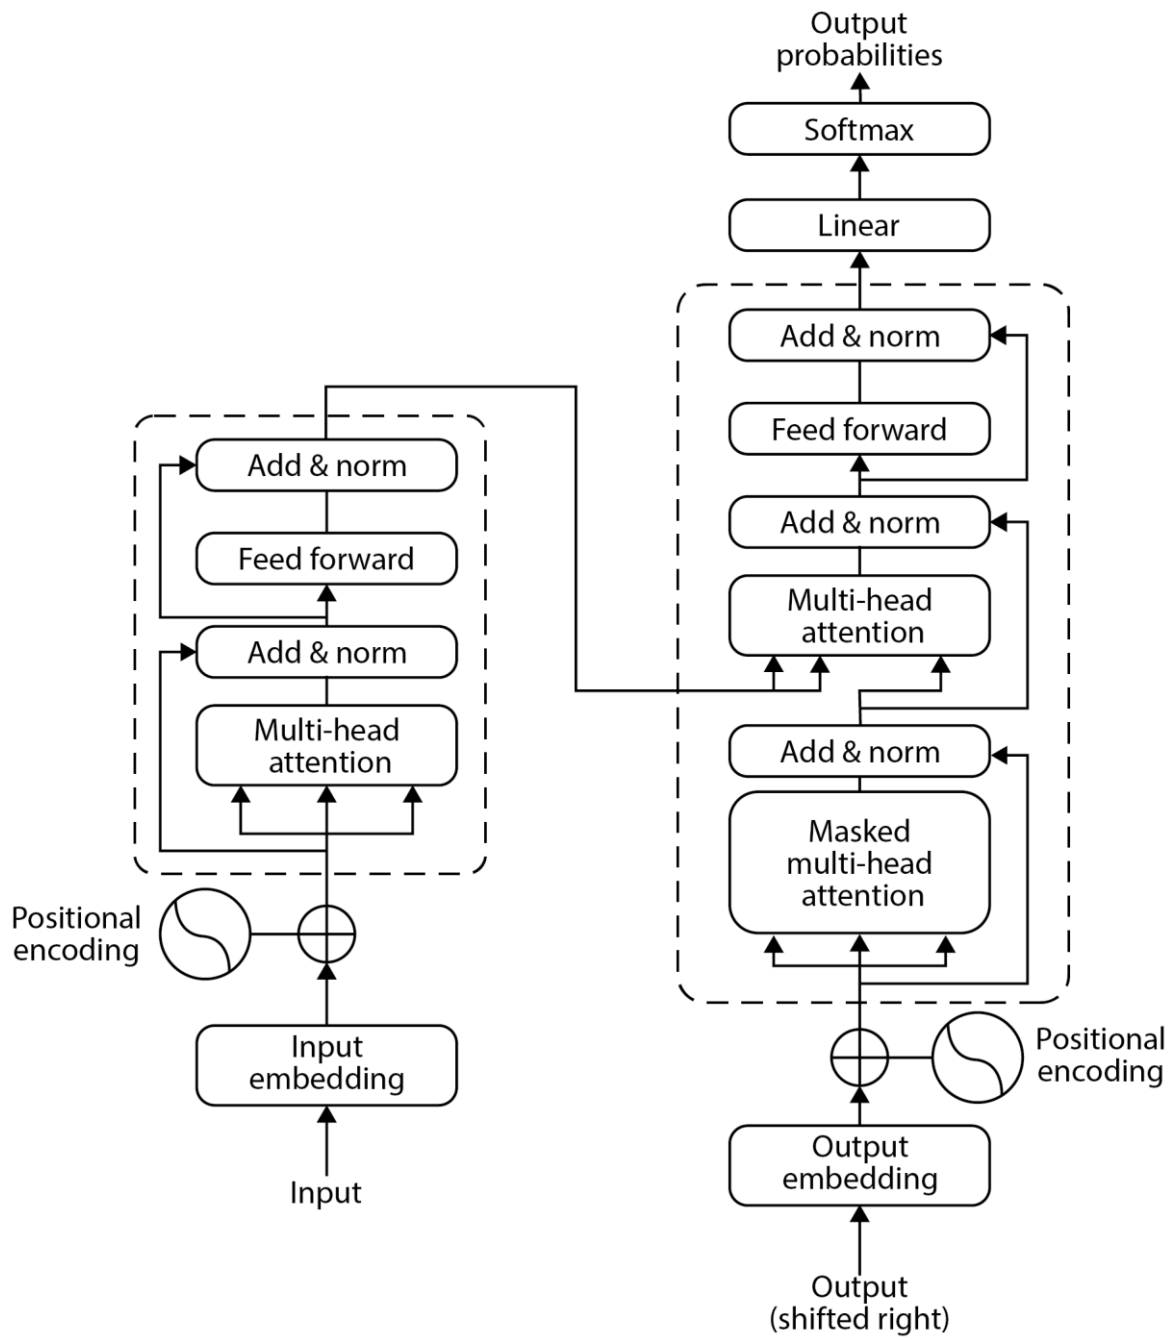 Output
probabilities
Softmax
Linear
Add & norm
Feed forward
Add & norm
Multi-head
attention
Add & norm
Masked
multi-head
attention
Positional
encoding
Output
embedding
Output
(shifted right)
Add & norm
Feed forward
Add & norm
Multi-head
attention
Positional
encoding
Input
embedding
Input